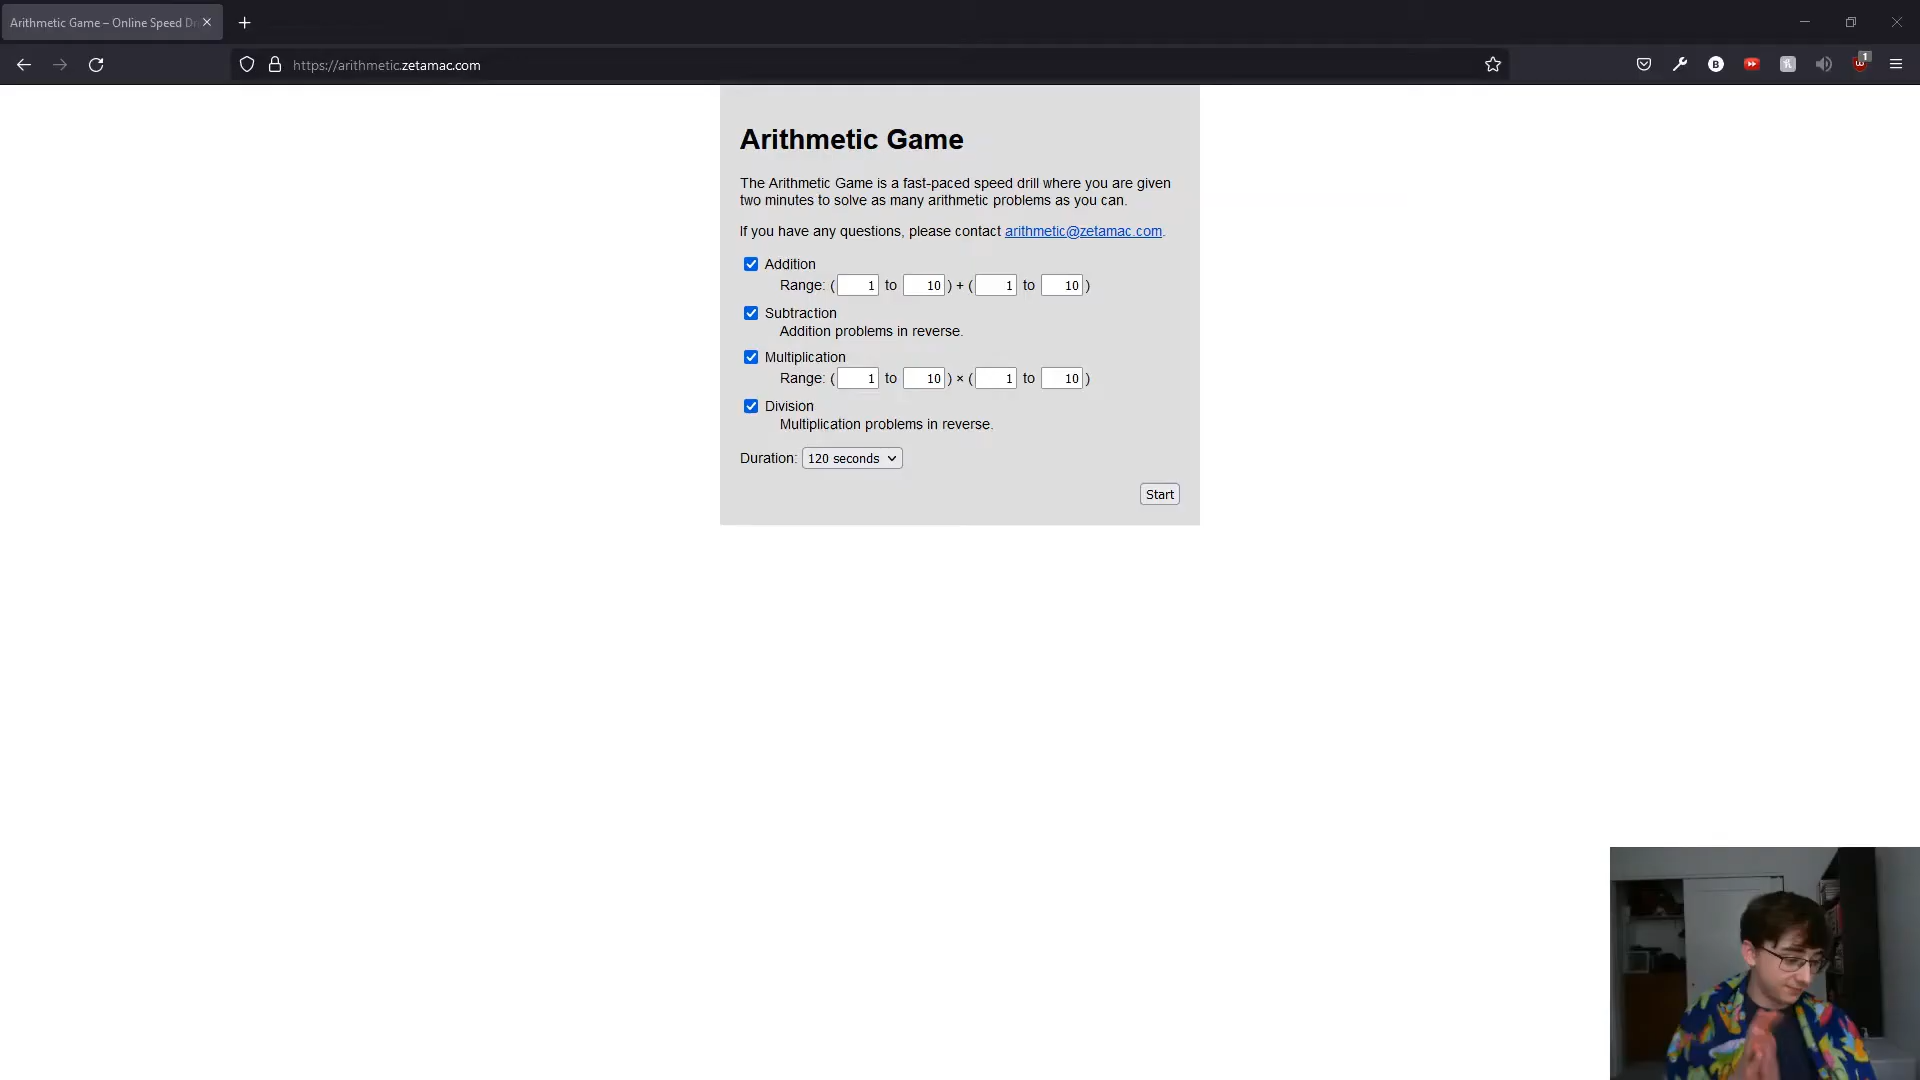 Arithmetic Game – Online Speed Dr
https://arithmetic.zetamac.com
1
Arithmetic Game
The Arithmetic Game is a fast-paced speed drill where you are given
two minutes to solve as many arithmetic problems as you can.
If you have any questions, please contact arithmetic@zetamac.com.
Addition
Range: ( 1 to 10 ) + ( 1 to 10 )
Subtraction
Addition problems in reverse.
Multiplication
Range: ( 1 to 10 ) × ( 1 to 10 )
Division
Multiplication problems in reverse.
Duration: 120 seconds
Start